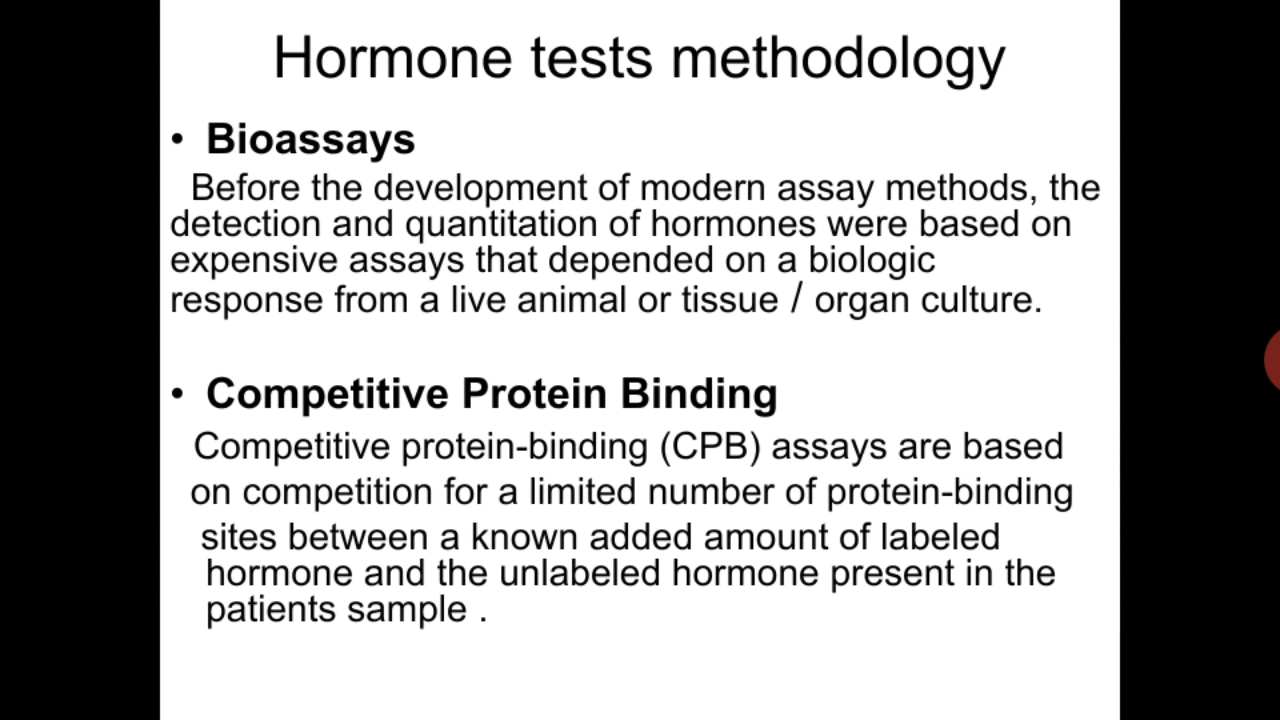 Hormone tests methodology
• Bioassays
Before the development of modern assay methods, the
detection and quantitation of hormones were based on
expensive assays that depended on a biologic
response from a live animal or tissue / organ culture.
• Competitive Protein Binding
Competitive protein-binding (CPB) assays are based
on competition for a limited number of protein-binding
sites between a known added amount of labeled
hormone and the unlabeled hormone present in the
patients sample .